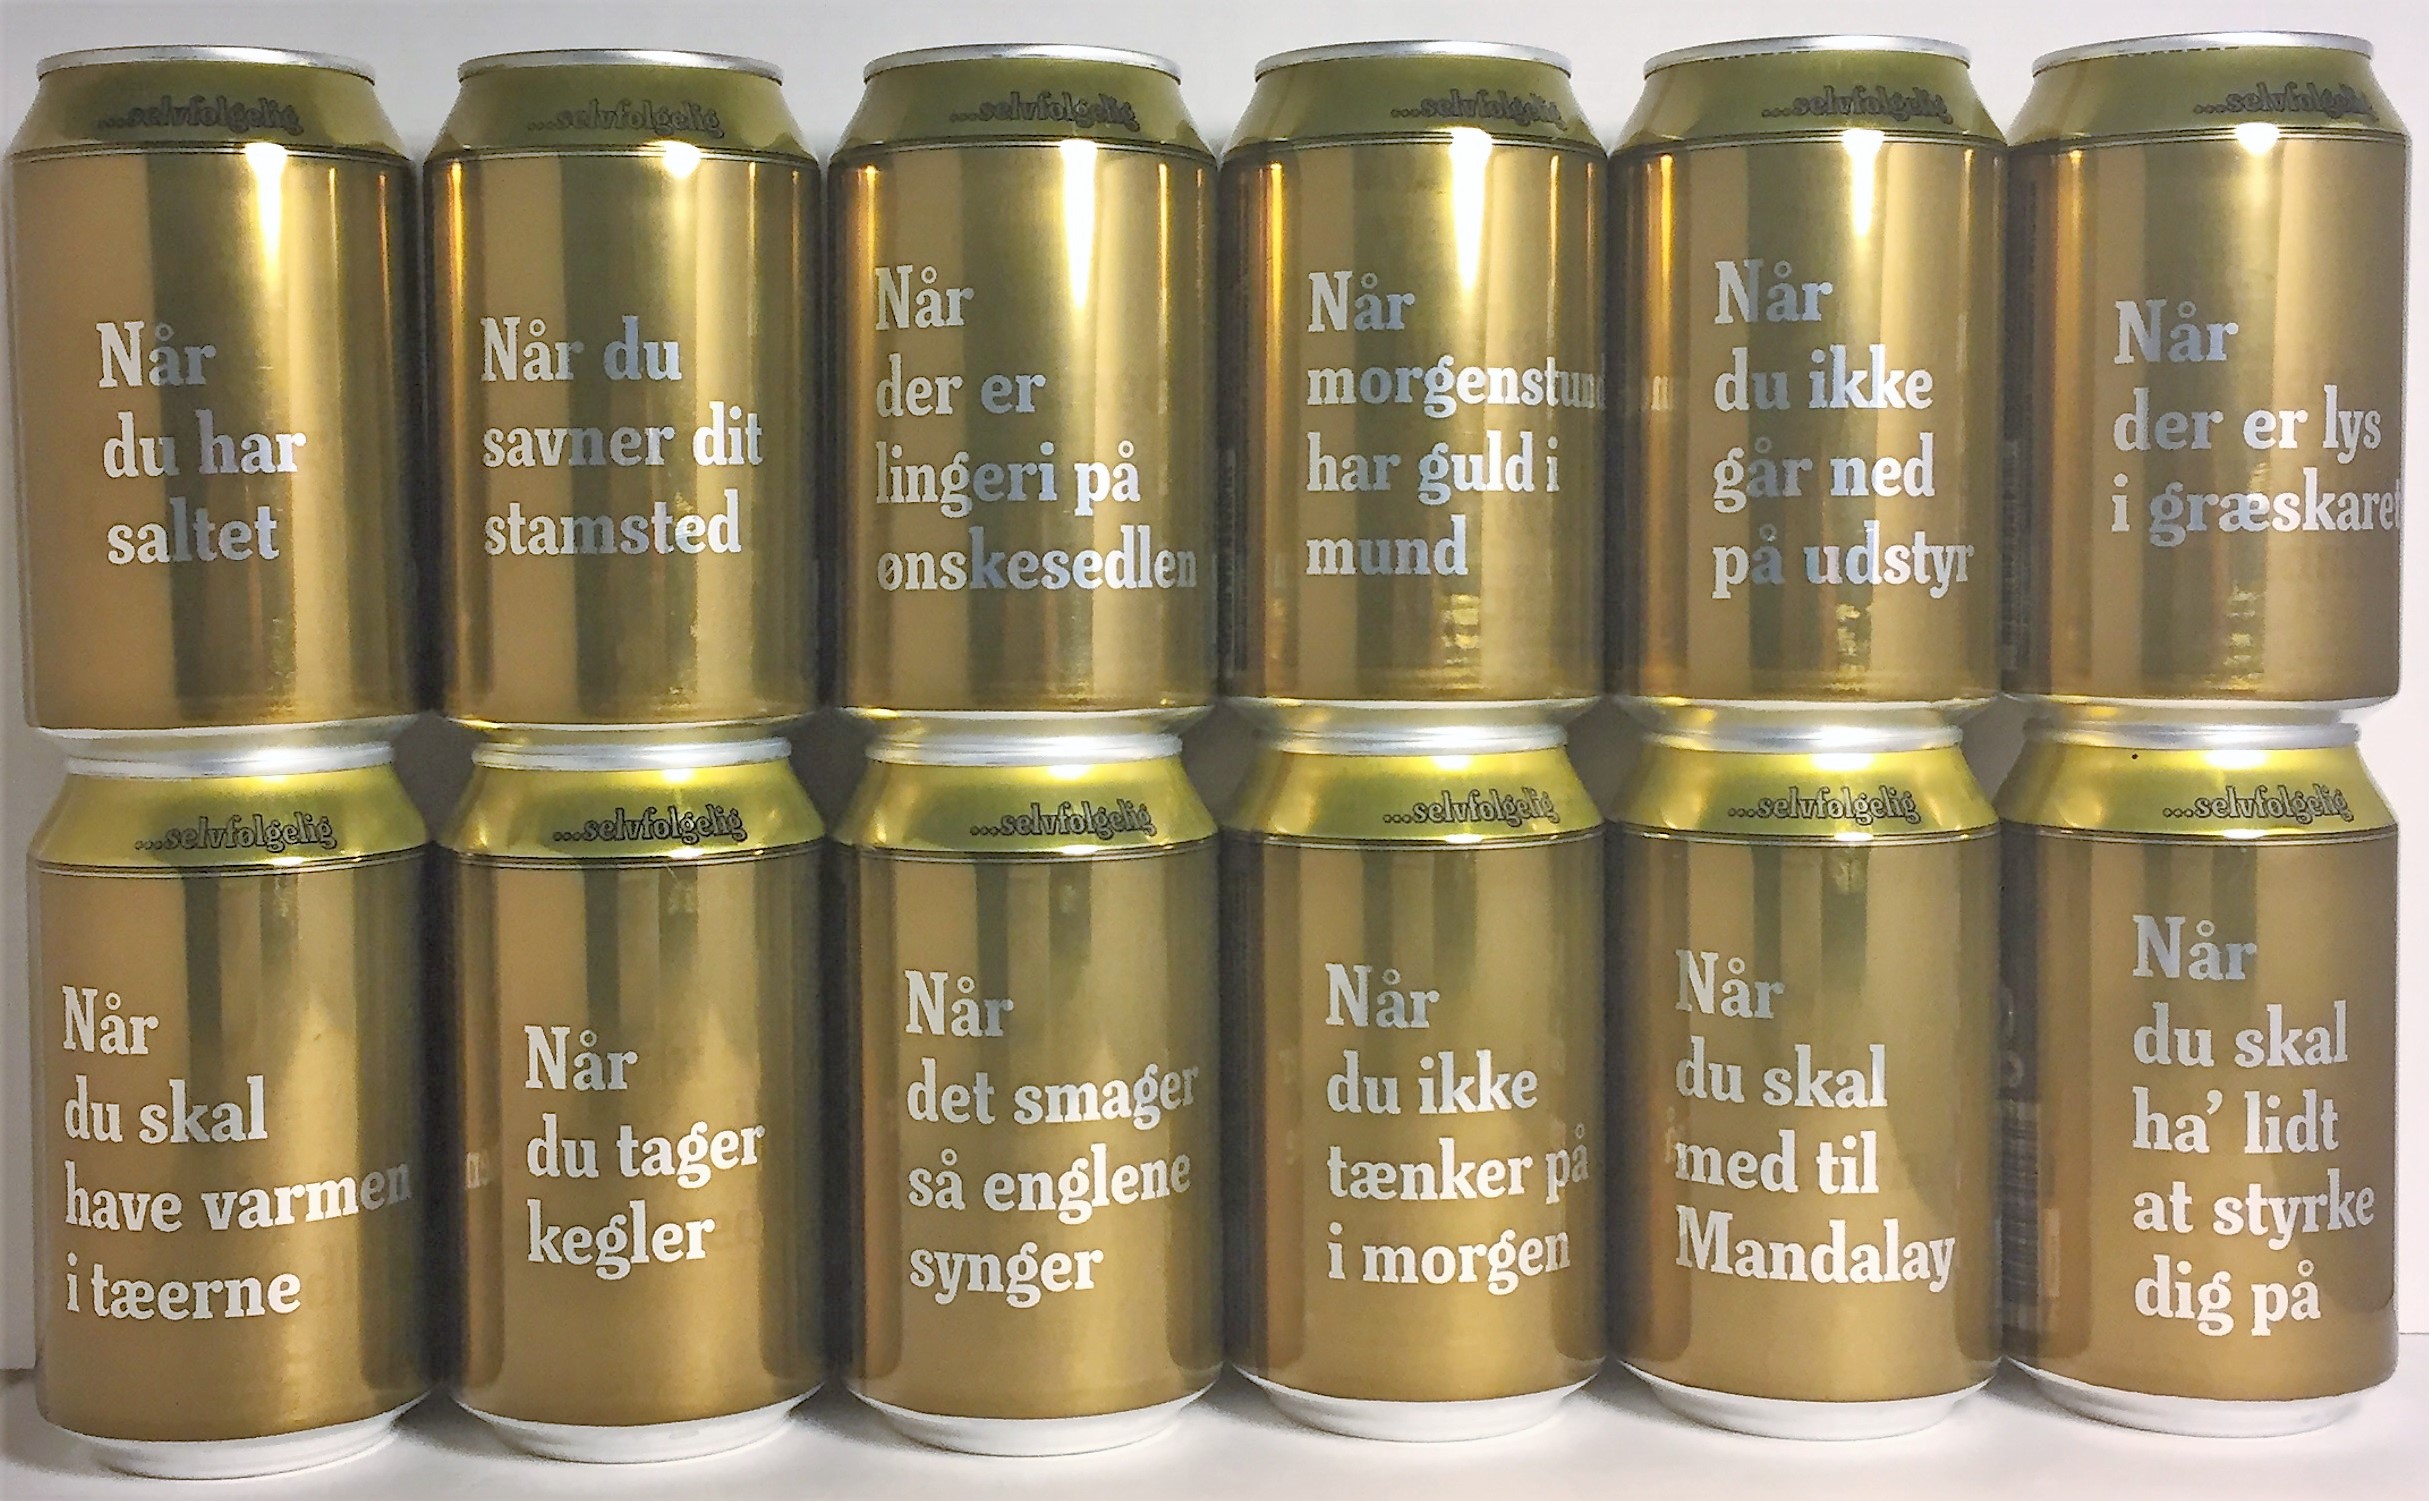 ...selvfølgelig
Når
du har
saltet
...selvfølgelig
Når du
savner dit
stamsted
...selvfølgelig
Når
der er
lingeri på
ønskesedlen
...selvfølgelig
Når
morgenstund
har guld i
mund
...selvfølgelig
Når
du ikke
går ned
på udstyr
...selvfølgelig
Når
der er lys
i græskaret
...selvfølgelig
Når
du skal
have varmen
i tæerne
...selvfølgelig
Når
du tager
kegler
...selvfølgelig
Når
det smager
så englene
synger
...selvfølgelig
Når
du ikke
tænker på
i morgen
...selvfølgelig
Når
du skal
med til
Mandalay
...selvfølgelig
Når
du skal
ha’ lidt
at styrke
dig på